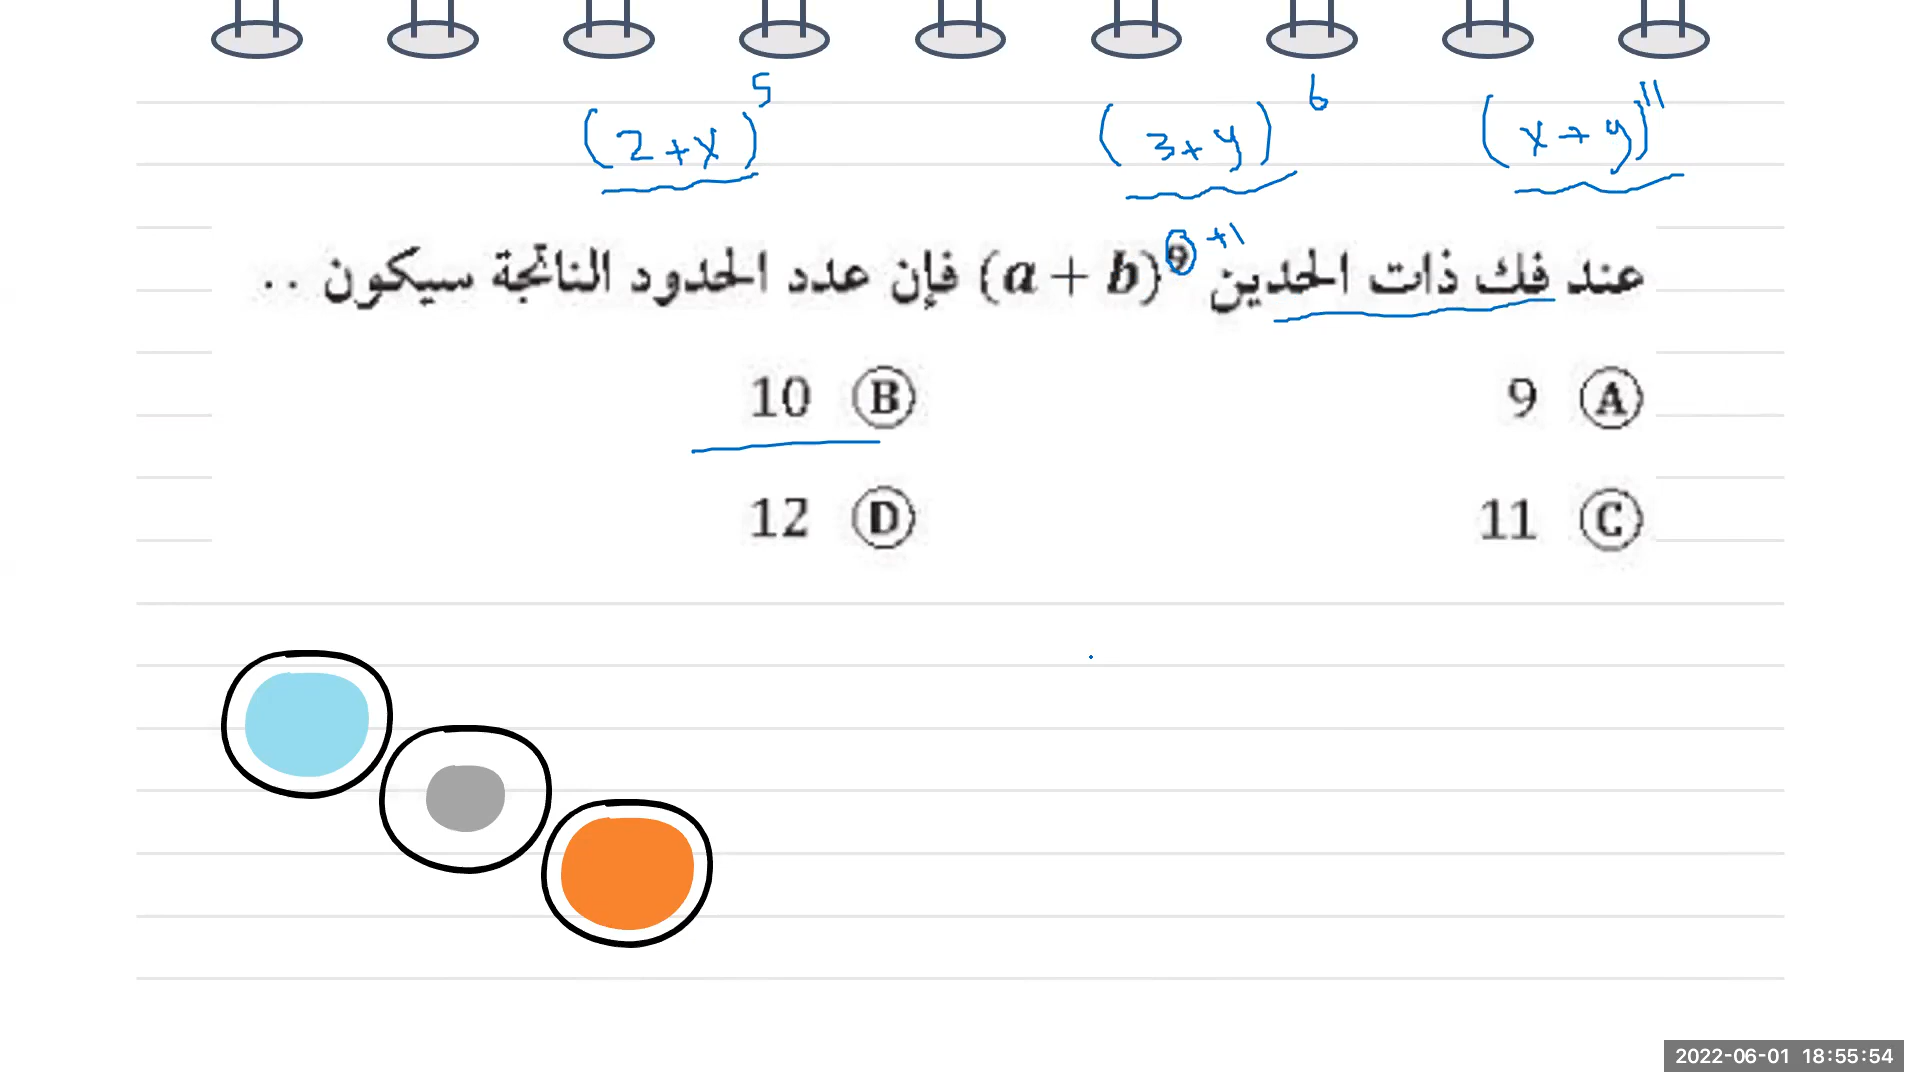 (2+x)^5 (3+y)^6 (x+y)^11
عند فك ذات الحدين (a + b)^9 +1 فإن عدد الحدود الناتجة سيكون ..
A 9 B 10
C 11 D 12
2022-06-01 18:55:54